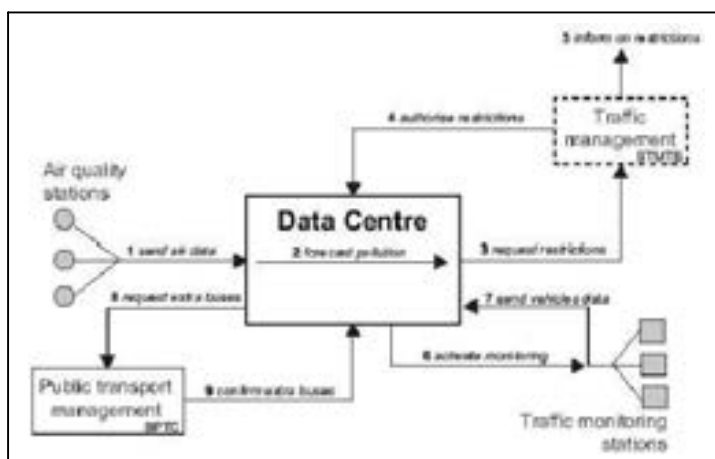 5 inform on restrictions
4 authorise restrictions
Traffic
management
Air quality
stations
Data Centre
1 send air data
2 forecast pollution
3 request restrictions
8 request extra buses
7 send vehicles data
6 activate monitoring
Public transport
management
9 confirm extra buses
Traffic monitoring
stations